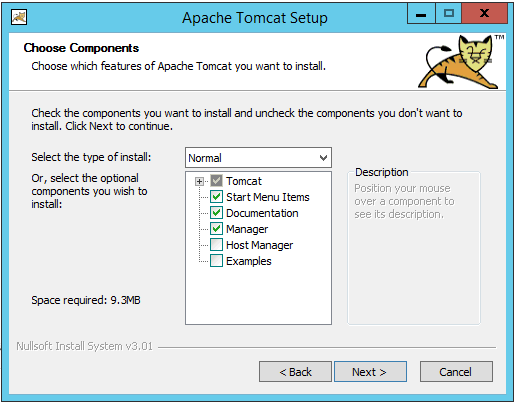 Apache Tomcat Setup
Choose Components
Choose which features of Apache Tomcat you want to install.
TM
Check the components you want to install and uncheck the components you don't want to
install. Click Next to continue.
Select the type of install:
Normal
Or, select the optional
components you wish to
install:
Tomcat
Start Menu Items
Documentation
Manager
Host Manager
Examples
Description
Position your mouse
over a component to
see its description.
Space required: 9.3MB
Nullsoft Install System v3.01
< Back
Next >
Cancel